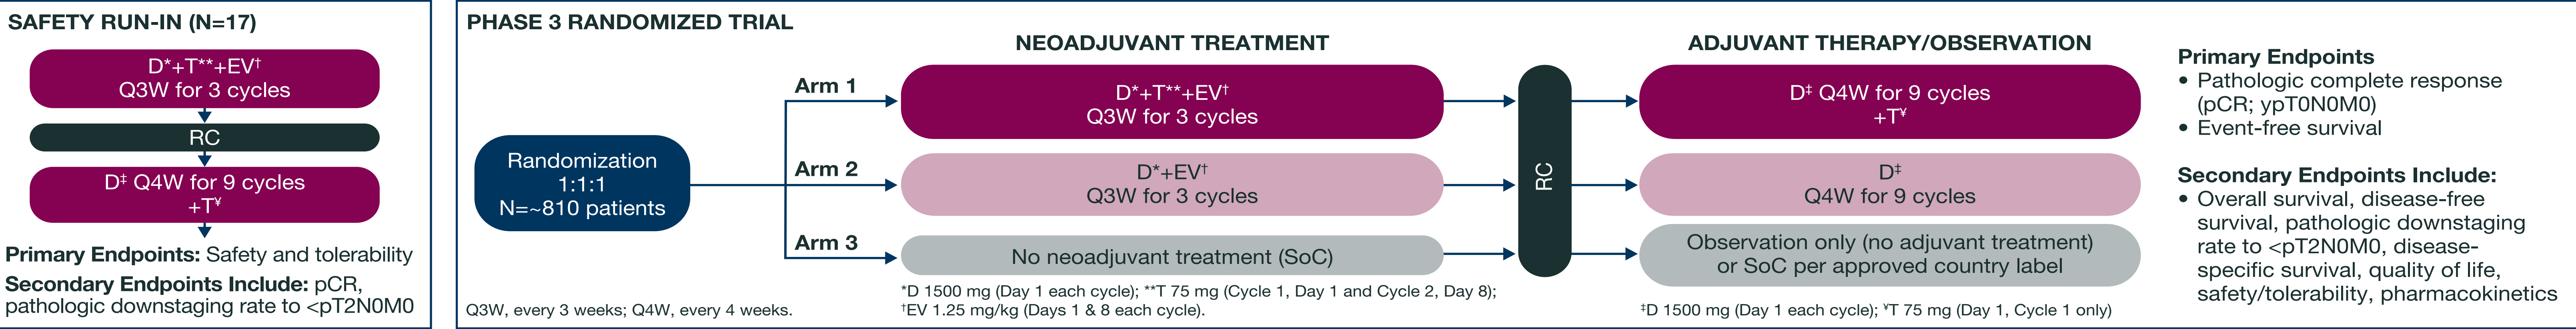 SAFETY RUN-IN (N=17)
D*+T**+EV†
Q3W for 3 cycles
RC
D‡ Q4W for 9 cycles
+T¥
Primary Endpoints: Safety and tolerability
Secondary Endpoints Include: pCR,
pathologic downstaging rate to <pT2N0M0
PHASE 3 RANDOMIZED TRIAL
Randomization
1:1:1
N=~810 patients
Q3W, every 3 weeks; Q4W, every 4 weeks.
Arm 1
Arm 2
Arm 3
NEOADJUVANT TREATMENT
D*+T**+EV†
Q3W for 3 cycles
D*+EV†
Q3W for 3 cycles
No neoadjuvant treatment (SoC)
*D 1500 mg (Day 1 each cycle); **T 75 mg (Cycle 1, Day 1 and Cycle 2, Day 8);
†EV 1.25 mg/kg (Days 1 & 8 each cycle).
RC
ADJUVANT THERAPY/OBSERVATION
D‡ Q4W for 9 cycles
+T¥
D‡
Q4W for 9 cycles
Observation only (no adjuvant treatment)
or SoC per approved country label
‡D 1500 mg (Day 1 each cycle); ¥T 75 mg (Day 1, Cycle 1 only)
Primary Endpoints
• Pathologic complete response
(pCR; ypT0N0M0)
• Event-free survival
Secondary Endpoints Include:
• Overall survival, disease-free
survival, pathologic downstaging
rate to <pT2N0M0, disease-
specific survival, quality of life,
safety/tolerability, pharmacokinetics